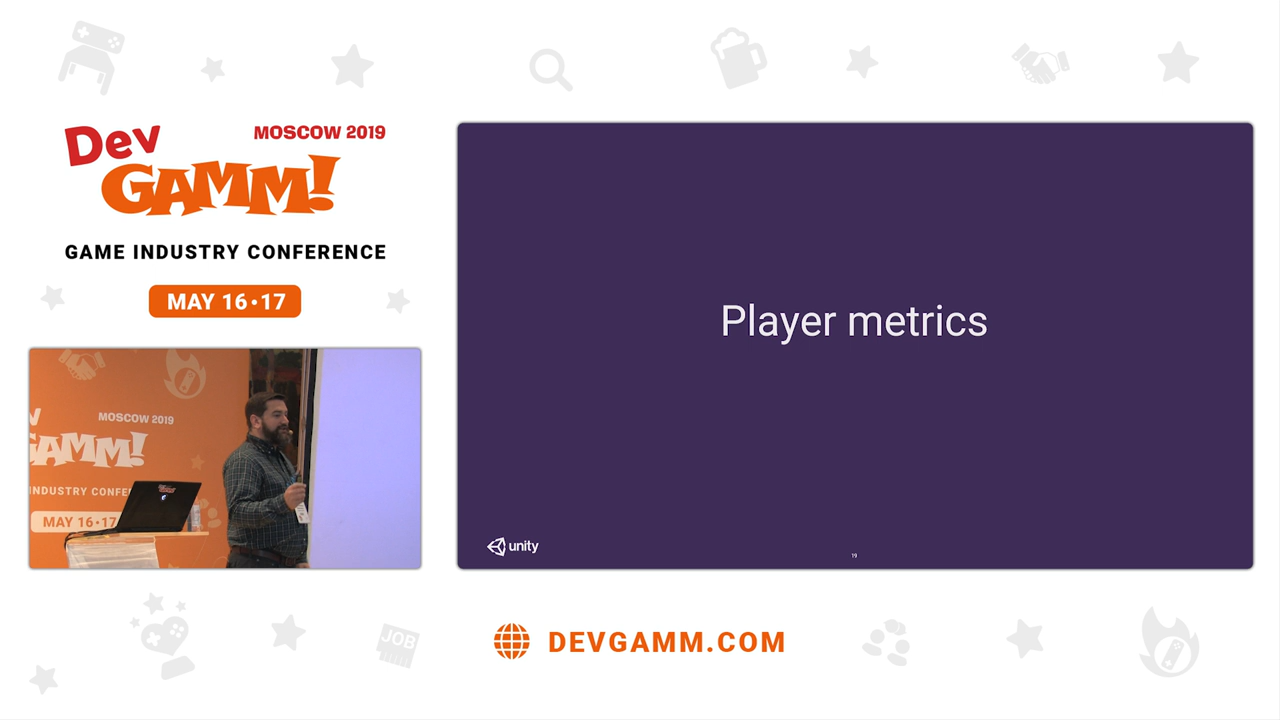 Dev
MOSCOW 2019
GAMM!
GAME INDUSTRY CONFERENCE
MAY 16•17
Player metrics
unity
19
V
MOSCOW 2019
GAMM!
INDUSTRY CONFE
MAY 16•17
JOB
DEVGAMM.COM